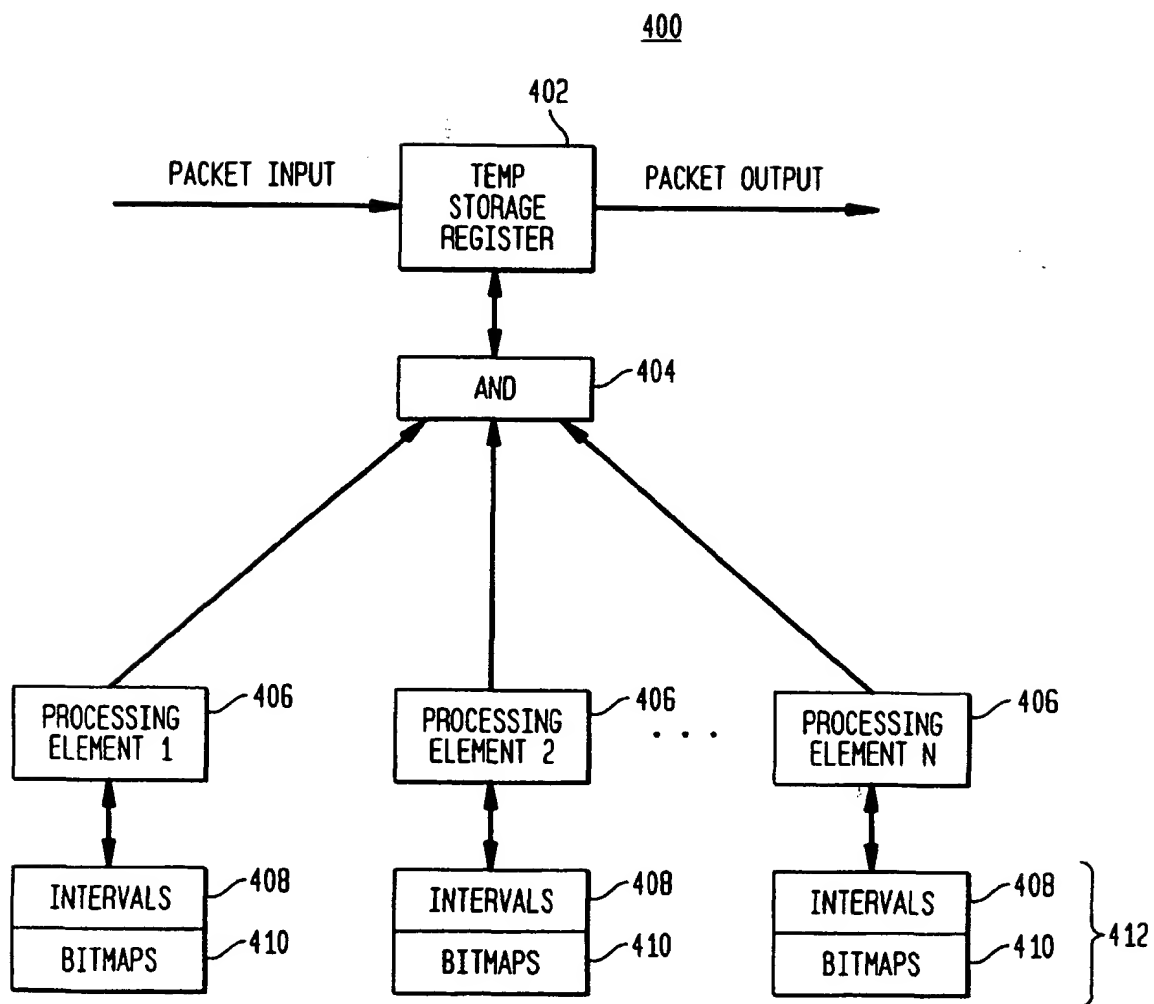 400
402
PACKET INPUT
TEMP
STORAGE
REGISTER
PACKET OUTPUT
AND
404
PROCESSING
ELEMENT 1
406
PROCESSING
ELEMENT 2
406
. . .
PROCESSING
ELEMENT N
406
INTERVALS
408
BITMAPS
410
INTERVALS
408
BITMAPS
410
INTERVALS
408
BITMAPS
410
412